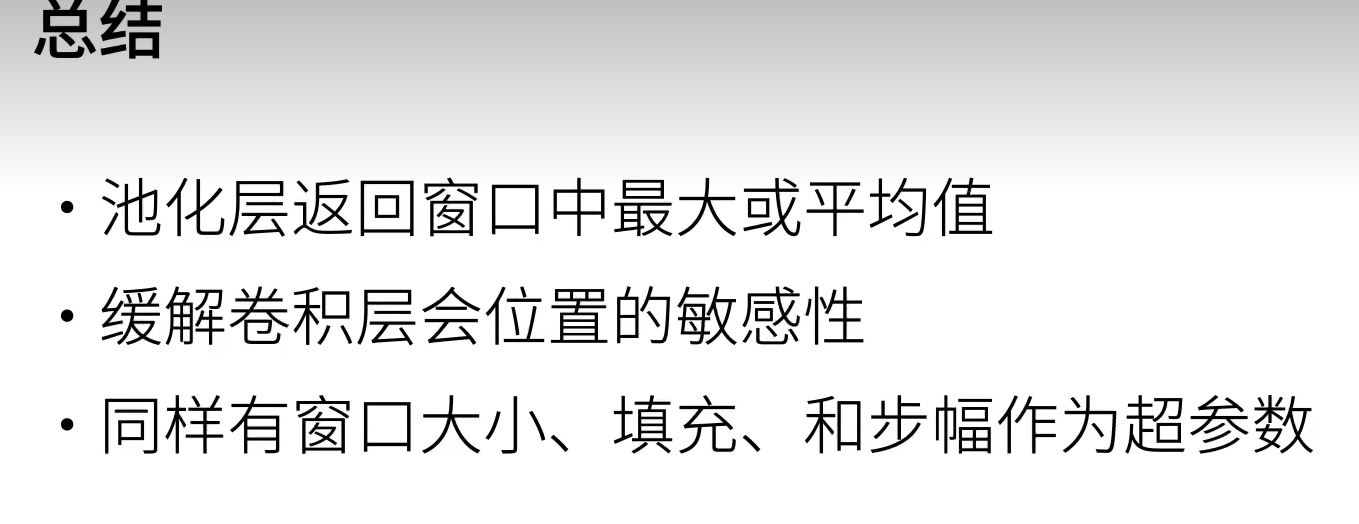 总结
• 池化层返回窗口中最大或平均值
• 缓解卷积层会位置的敏感性
• 同样有窗口大小、填充、和步幅作为超参数